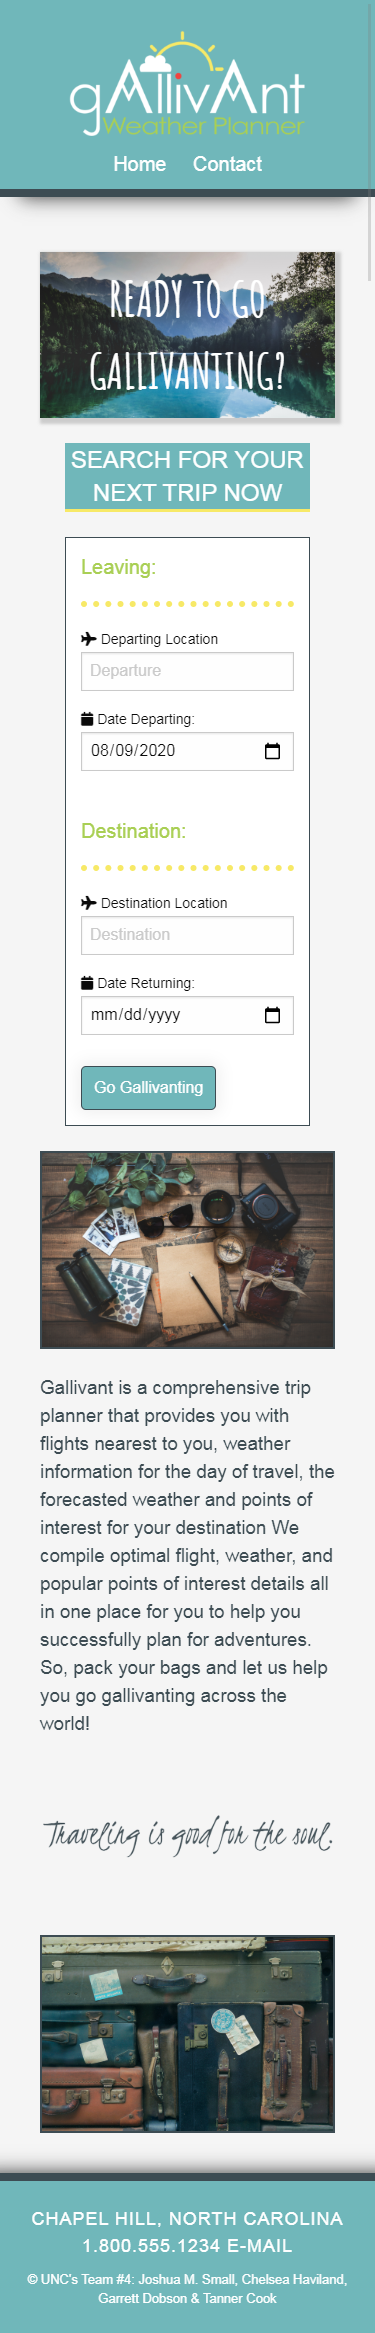 gAllivAnt
Weather Planner
Home Contact
READY TO GO
GALLIVANTING?
SEARCH FOR YOUR
NEXT TRIP NOW
Leaving:
Departing Location
Departure
Date Departing:
08/09/2020
Destination:
Destination Location
Destination
Date Returning:
mm/dd/yyyy
Go Gallivanting
Gallivant is a comprehensive trip
planner that provides you with
flights nearest to you, weather
information for the day of travel, the
forecasted weather and points of
interest for your destination We
compile optimal flight, weather, and
popular points of interest details all
in one place for you to help you
successfully plan for adventures.
So, pack your bags and let us help
you go gallivanting across the
world!
Traveling is good for the soul.
CHAPEL HILL, NORTH CAROLINA
1.800.555.1234 E-MAIL
© UNC's Team #4: Joshua M. Small, Chelsea Haviland,
Garrett Dobson & Tanner Cook